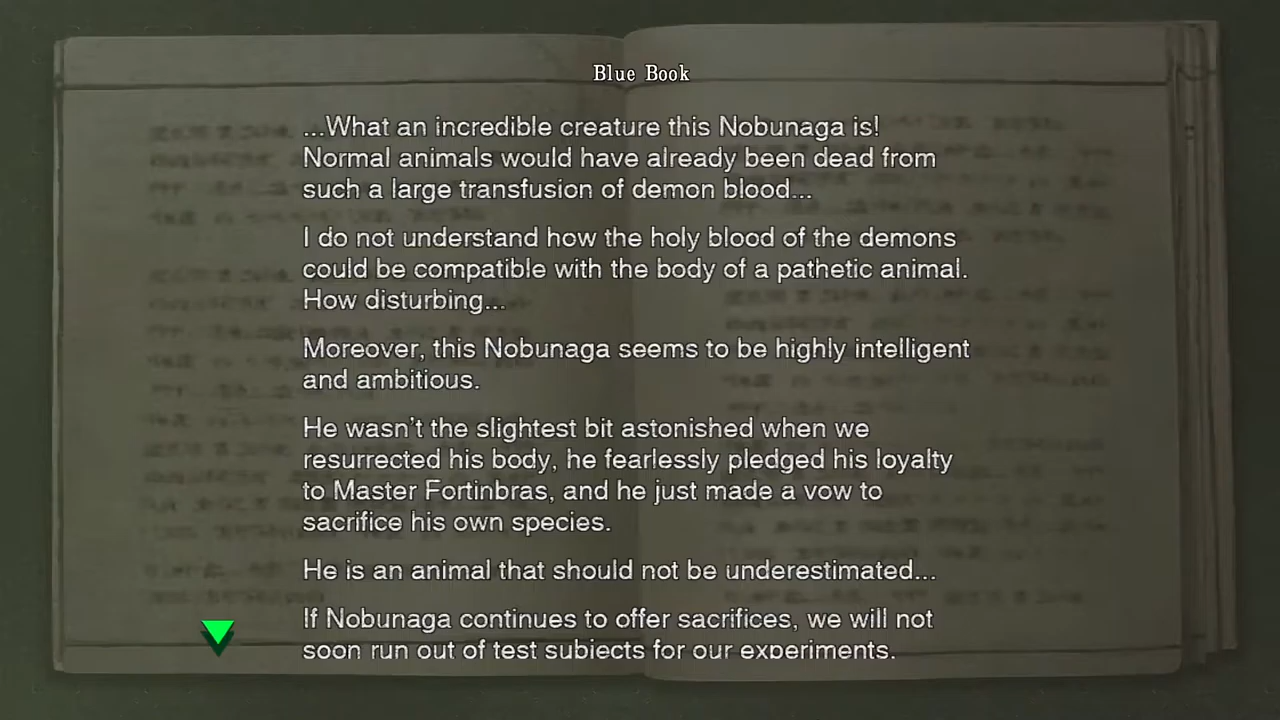 Blue Book
...What an incredible creature this Nobunaga is!
Normal animals would have already been dead from
such a large transfusion of demon blood...
I do not understand how the holy blood of the demons
could be compatible with the body of a pathetic animal.
How disturbing...
Moreover, this Nobunaga seems to be highly intelligent
and ambitious.
He wasn't the slightest bit astonished when we
resurrected his body, he fearlessly pledged his loyalty
to Master Fortinbras, and he just made a vow to
sacrifice his own species.
He is an animal that should not be underestimated...
If Nobunaga continues to offer sacrifices, we will not
soon run out of test subjects for our experiments.